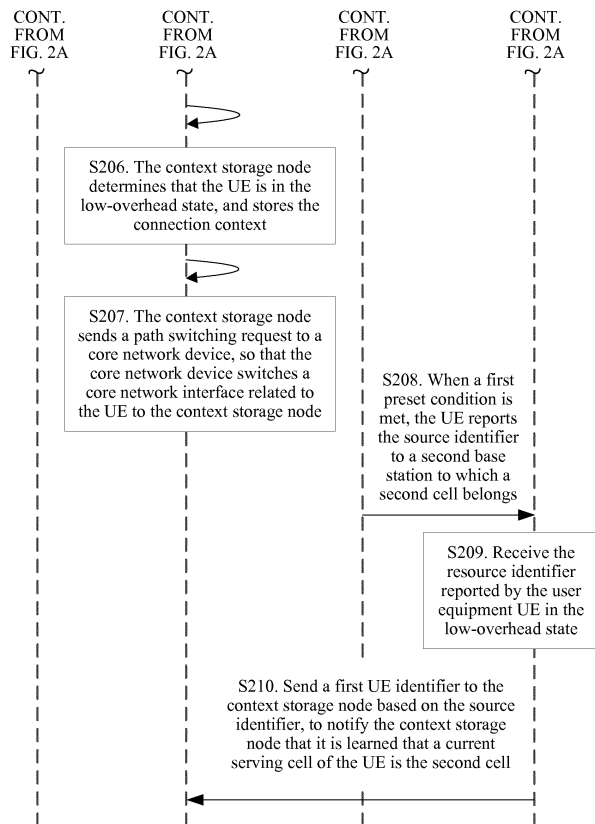 CONT.
FROM
FIG. 2A
CONT.
FROM
FIG. 2A
CONT.
FROM
FIG. 2A
CONT.
FROM
FIG. 2A
S206. The context storage node
determines that the UE is in the
low-overhead state, and stores the
connection context
S207. The context storage node
sends a path switching request to a
core network device, so that the
core network device switches a
core network interface related to
the UE to the context storage node
S208. When a first
preset condition is
met, the UE reports
the source identifier
to a second base
station to which a
second cell belongs
S209. Receive the
resource identifier
reported by the user
equipment UE in the
low-overhead state
S210. Send a first UE identifier to the
context storage node based on the source
identifier, to notify the context storage
node that it is learned that a current
serving cell of the UE is the second cell